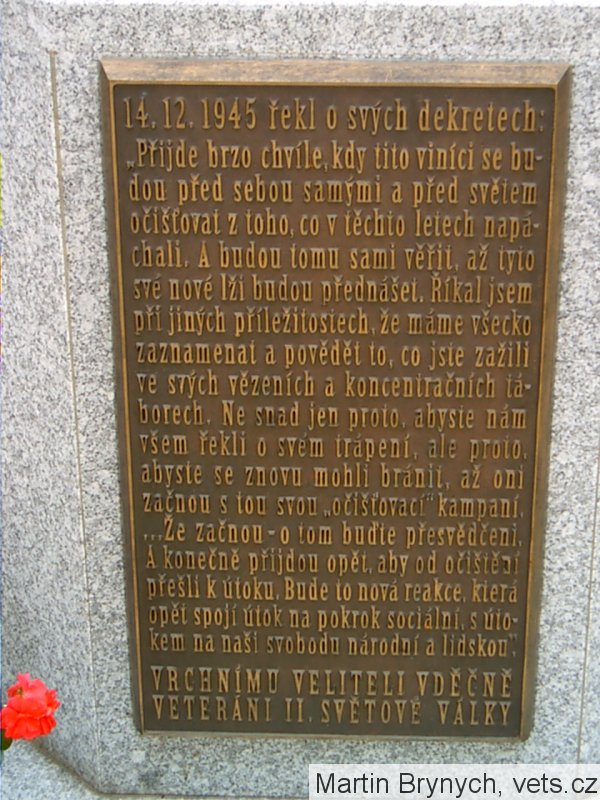 14. 12. 1945 řekl o svých dekretech:
„Přijde brzo chvíle, kdy tito viníci se bu-
dou před sebou samými a před světem
očišťovat z toho, co v těchto letech napá-
chali. A budou tomu sami věřit, až tyto
své nové lži budou přednášet. Říkal jsem
při jiných příležitostech, že máme všecko
zaznamenat a povědět to, co jste zažili
ve svých vězeních a koncentračních tá-
borech. Ne snad jen proto, abyste nám
všem řekli o svém trápení, ale proto,
abyste se znovu mohli bránit, až oni
začnou s tou svou „očišťovací" kampaní.
...Že začnou - o tom buďte přesvědčeni.
A konečně přijdou opět, aby od očištění
přešli k útoku. Bude to nová reakce, která
opět spojí útok na pokrok sociální, s úto-
kem na naši svobodu národní a lidskou".
VRCHNÍMU VELITELI VDĚČNĚ
VETERÁNI II. SVĚTOVÉ VÁLKY
Martin Brynych, vets.cz